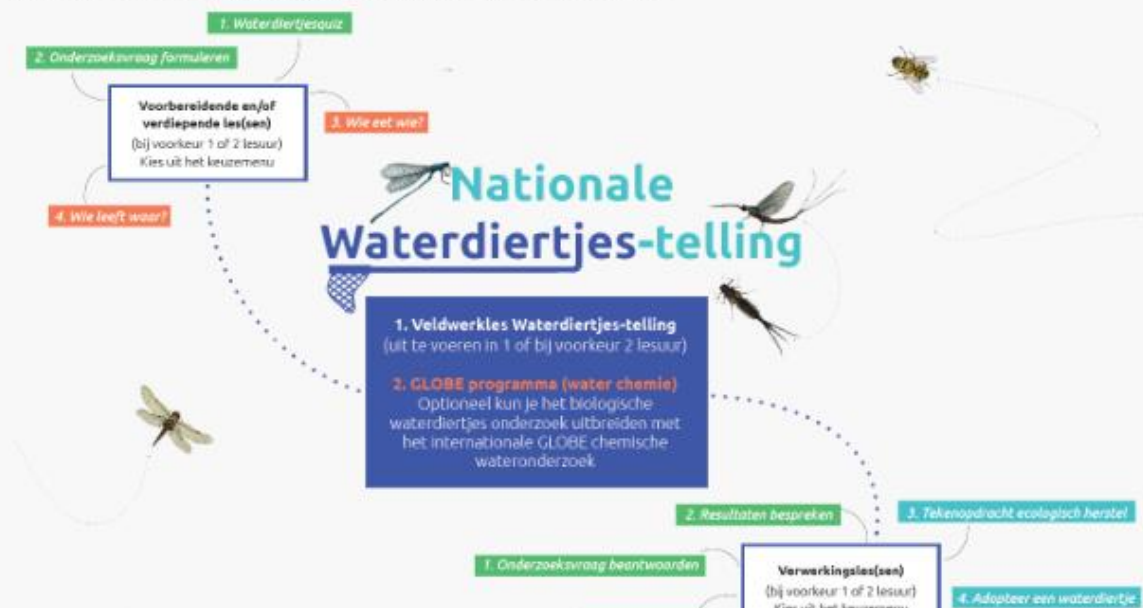 1. Waterdiertjesquiz
2. Onderzoeksvraag formuleren
Voorbereidende en/of
verdiepende les(sen)
(bij voorkeur 1 of 2 lesuur)
Kies uit het keuzemenu
3. Wie eet wie?
4. Wie leeft waar?
Nationale
Waterdiertjes-telling
1. Veldwerkles Waterdiertjes-telling
(uit te voeren in 1 of bij voorkeur 2 lesuur)
2. GLOBE programma (water chemie)
Optioneel kun je het biologische
waterdiertjes onderzoek uitbreiden met
het internationale GLOBE chemische
wateronderzoek
2. Resultaten bespreken
3. Tekenopdracht ecologisch herstel
1. Onderzoeksvraag beantwoorden
Verwerkingsles(sen)
(bij voorkeur 1 of 2 lesuur)
Kies uit het keuzemenu
4. Adopteer een waterdiertje